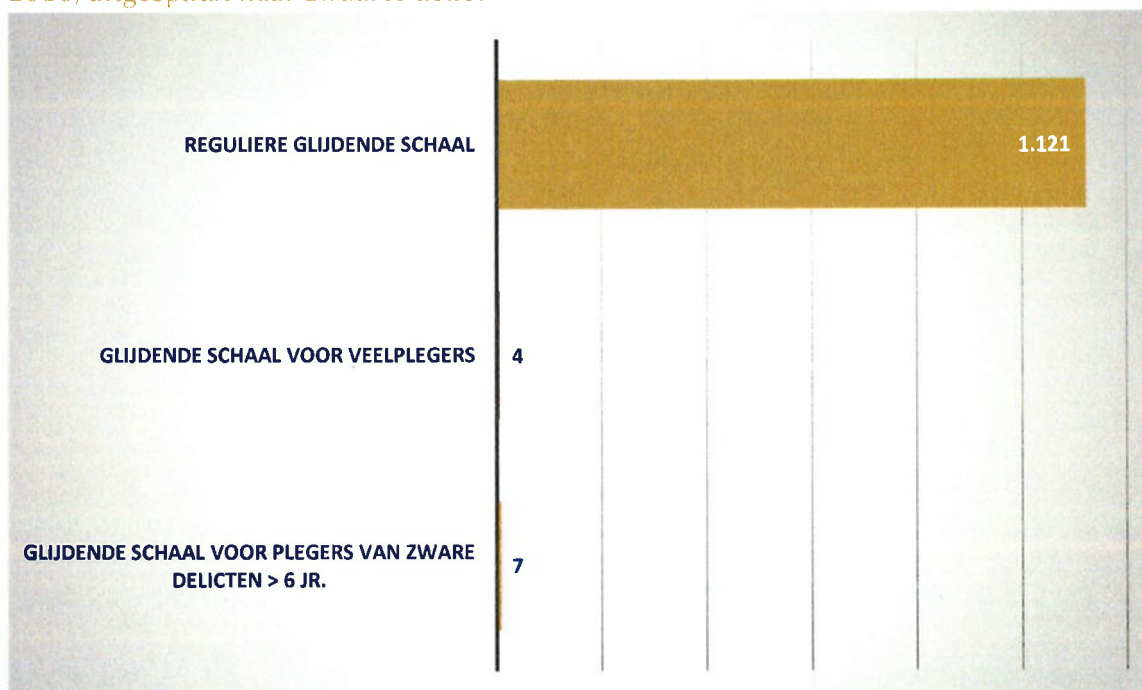 REGULIERE GLIJDENDE SCHAAL
1.121
GLIJDENDE SCHAAL VOOR VEELPLEGERS
4
GLIJDENDE SCHAAL VOOR PLEGERS VAN ZWARE
DELICTEN > 6 JR.
7